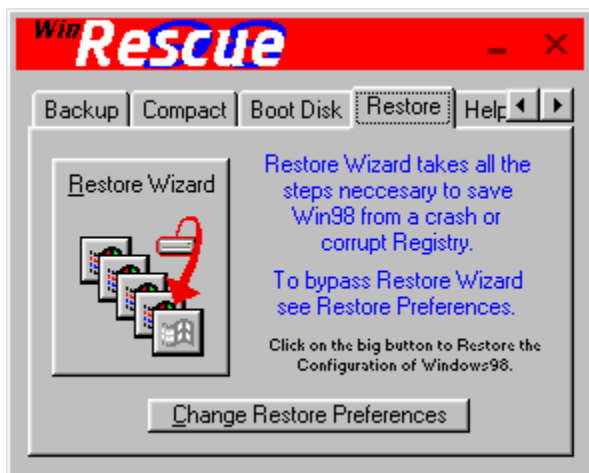 Win Rescue
Backup Compact Boot Disk Restore Help
Restore Wizard
Restore Wizard takes all the
steps neccesary to save
Win98 from a crash or
corrupt Registry.
To bypass Restore Wizard
see Restore Preferences.
Click on the big button to Restore the
Configuration of Windows98.
Change Restore Preferences